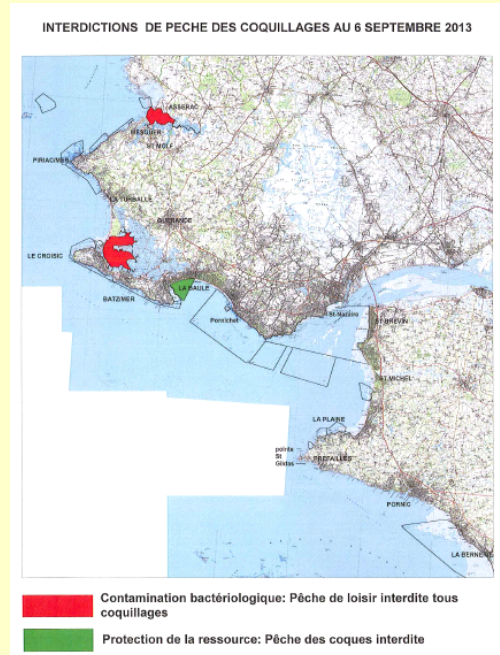 INTERDICTIONS DE PECHE DES COQUILLAGES AU 6 SEPTEMBRE 2013
ASSERAC
MESQUER
ST MOLF
PIRIAC/MER
LA TURBALLE
GUERANDE
LE CROISIC
LA BAULE
BATZ/MER
Pornichet
St-Nazaire
ST BREVIN
ST MICHEL
LA PLAINE
pointe
St
Gildas
PREFAILLES
PORNIC
LA BERNERIE
Contamination bactériologique: Pêche de loisir interdite tous
coquillages
Protection de la ressource: Pêche des coques interdite